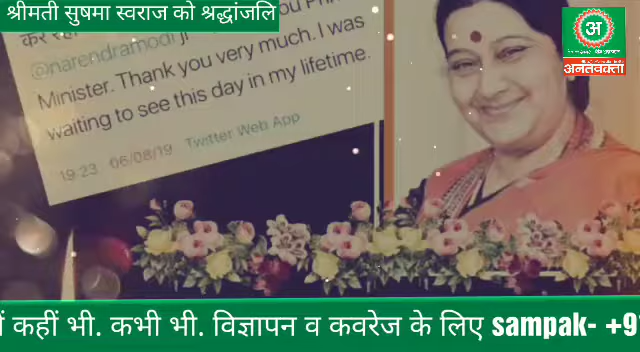 श्रीमती सुषमा स्वराज को श्रद्धांजलि
@narendramodi ji
Minister. Thank you very much. I was
waiting to see this day in my lifetime.
19:23 06/08/19 Twitter Web App
अ
अनंतवक्ता
कहीं भी. कभी भी. विज्ञापन व कवरेज के लिए sampak- +9